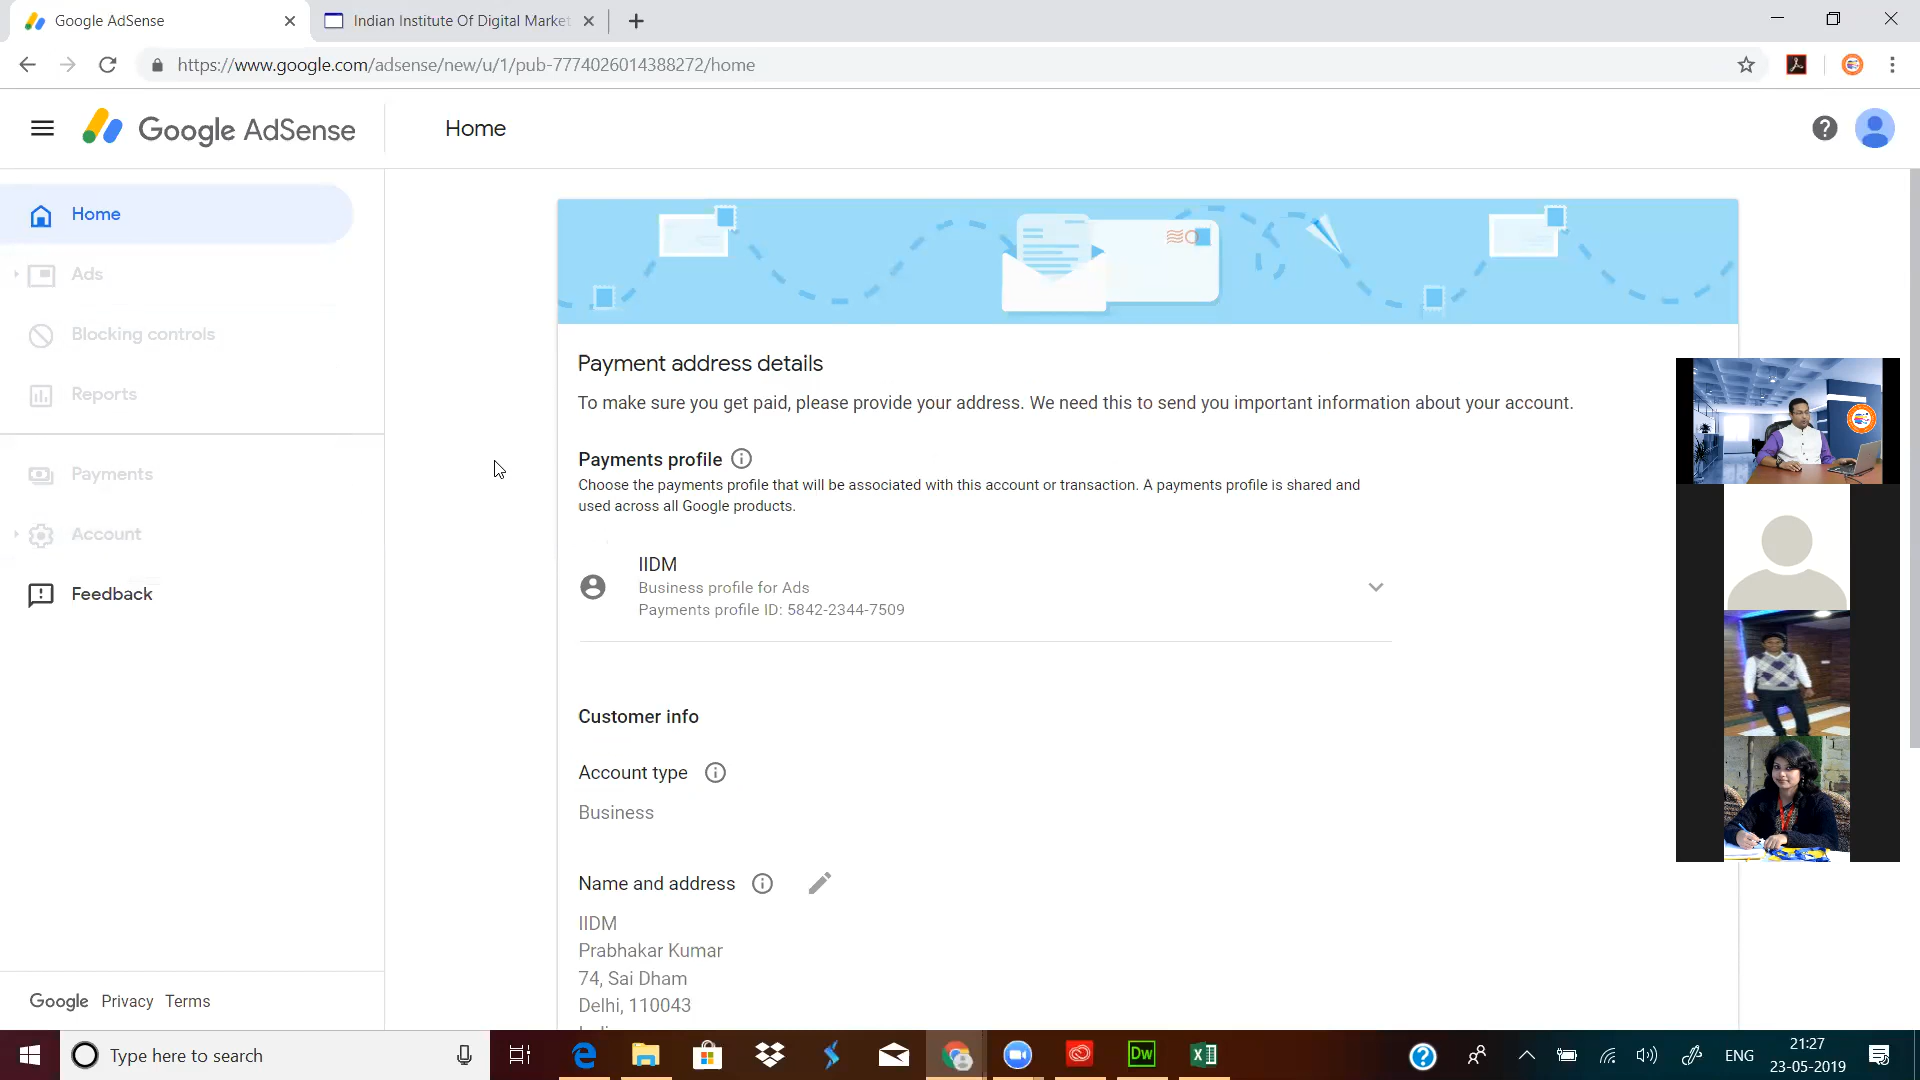 Google AdSense
Indian Institute Of Digital Market
https://www.google.com/adsense/new/u/1/pub-7774026014388272/home
Google AdSense
Home
Home
Ads
Blocking controls
Reports
Payments
Account
Feedback
Google Privacy Terms
Payment address details
To make sure you get paid, please provide your address. We need this to send you important information about your account.
Payments profile
Choose the payments profile that will be associated with this account or transaction. A payments profile is shared and
used across all Google products.
IIDM
Business profile for Ads
Payments profile ID: 5842-2344-7509
Customer info
Account type
Business
Name and address
IIDM
Prabhakar Kumar
74, Sai Dham
Delhi, 110043
Type here to search
Dw
ENG
21:27
23-05-2019